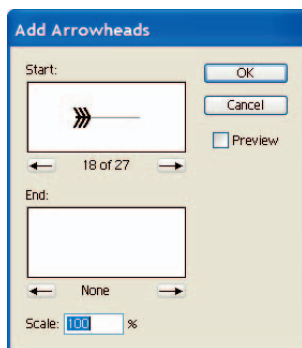 Add Arrowheads
Start:
OK
Cancel
Preview
18 of 27
End:
None
Scale: 100 %